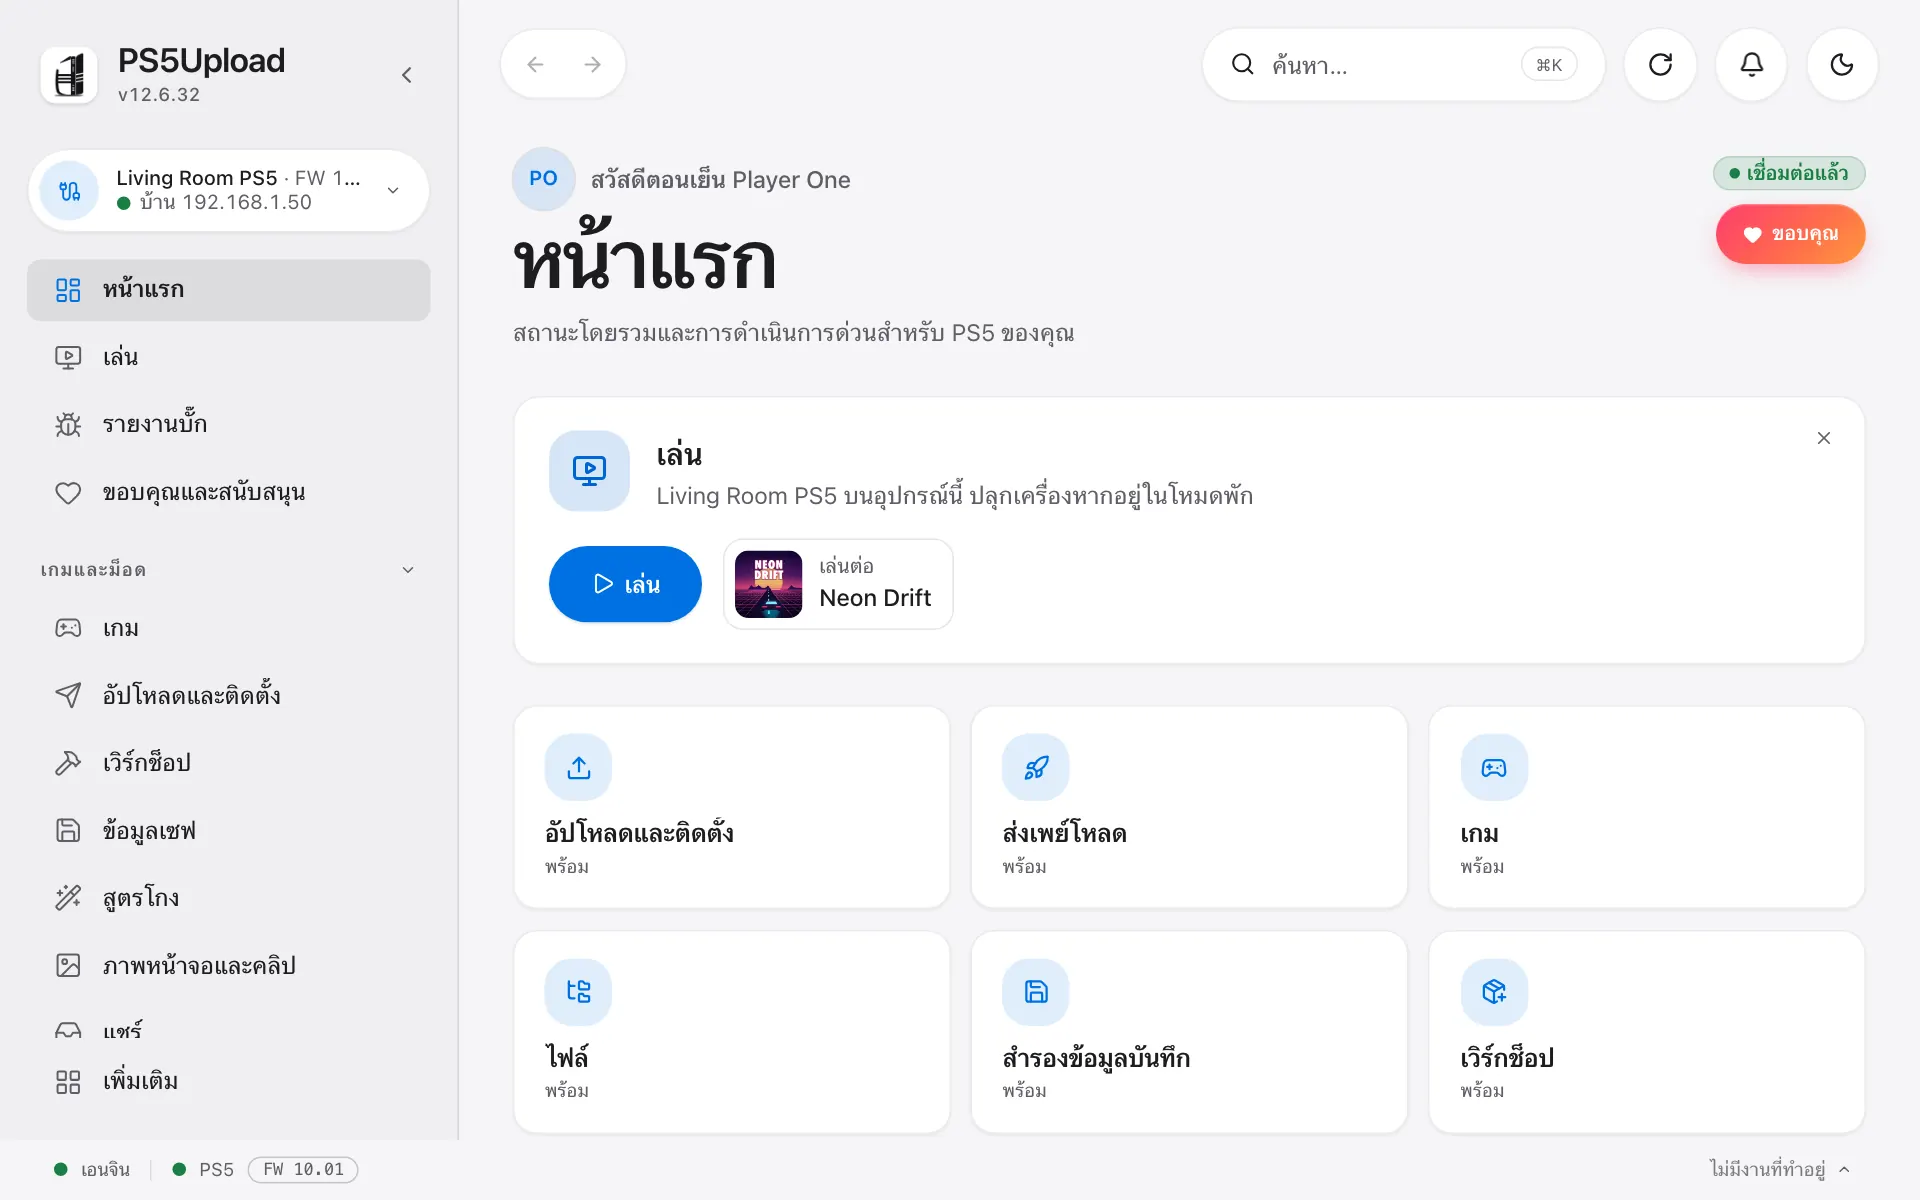 PS5Upload
v12.6.32
Living Room PS5 · FW 1...
บ้าน 192.168.1.50
หน้าแรก
เล่น
รายงานบั๊ก
ขอบคุณและสนับสนุน
เกมและม็อด
เกม
อัปโหลดและติดตั้ง
เวิร์กช็อป
ข้อมูลเซฟ
สูตรโกง
ภาพหน้าจอและคลิป
แชร์
เพิ่มเติม
ค้นหา...
⌘K
PO
สวัสดีตอนเย็น Player One
หน้าแรก
สถานะโดยรวมและการดำเนินการด่วนสำหรับ PS5 ของคุณ
เชื่อมต่อแล้ว
ขอบคุณ
เล่น
Living Room PS5 บนอุปกรณ์นี้ ปลุกเครื่องหากอยู่ในโหมดพัก
เล่น
NEON
DRIFT
เล่นต่อ
Neon Drift
อัปโหลดและติดตั้ง
พร้อม
ส่งเพย์โหลด
พร้อม
เกม
พร้อม
ไฟล์
พร้อม
สำรองข้อมูลบันทึก
พร้อม
เวิร์กช็อป
พร้อม
เอนจิน
PS5
FW 10.01
ไม่มีงานที่ทำอยู่